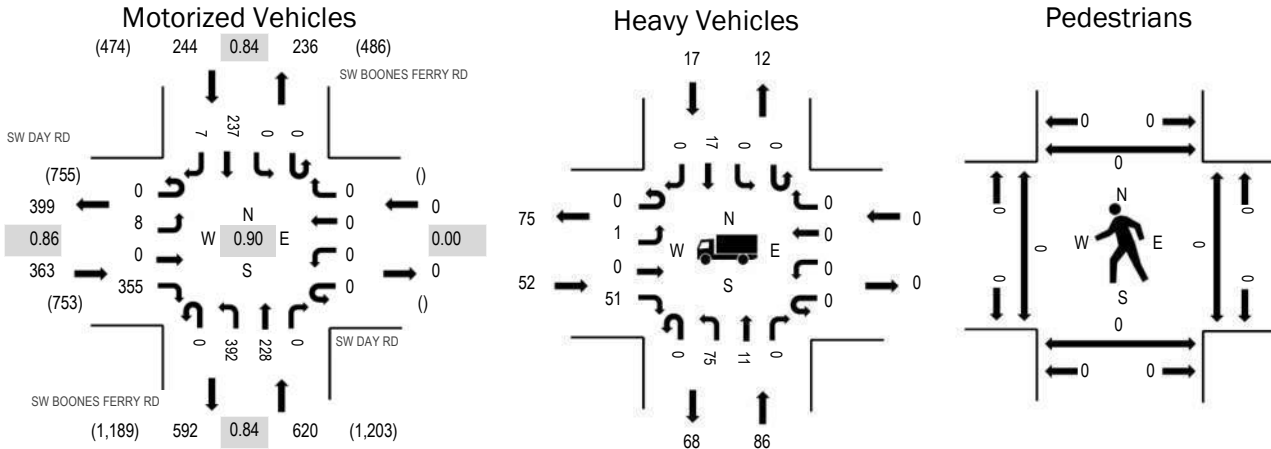 Motorized Vehicles
(474) 244 0.84 236 (486)
SW BOONES FERRY RD
7 237 0 0
SW DAY RD
(755)
399
0.86
363
(753)
0
8
0
355
N
W 0.90 E
S
0
0
0
0
()
0
0.00
0
()
0 392 228 0
SW DAY RD
SW BOONES FERRY RD
(1,189) 592 0.84 620 (1,203)
Heavy Vehicles
17 12
0 17 0 0
75
52
0
1
0
51
N
W E
S
0
0
0
0
0
0
0 75 11 0
68 86
Pedestrians
0 0
0
N
0 0 W E 0 0
0 0
0 0
S
0
0 0